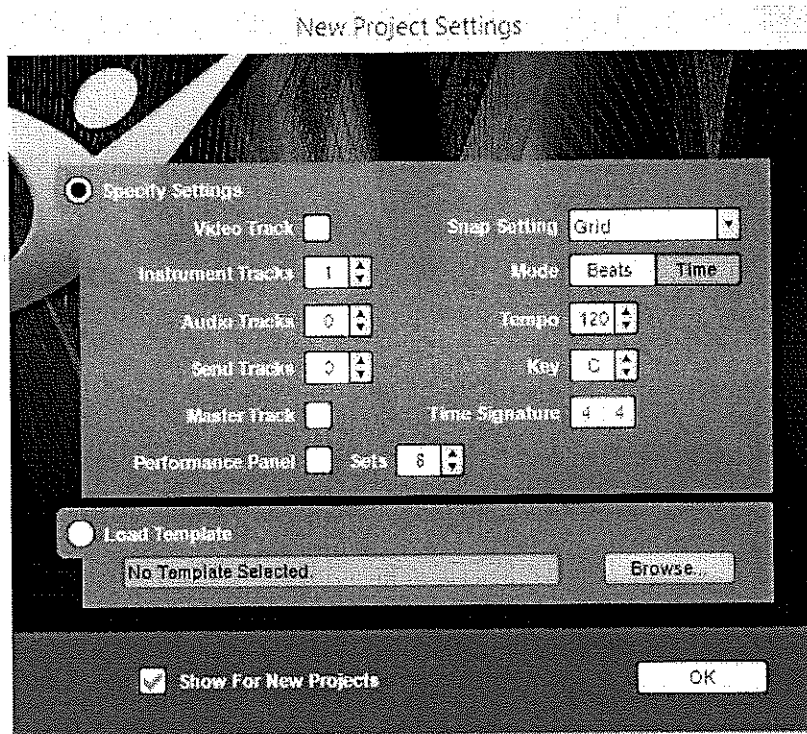 New Project Settings
Specify Settings
Video Track
Snap Setting Grid
Instrument Tracks 1
Mode Beats Time
Audio Tracks 0
Tempo 120
Send Tracks 0
Key C
Master Track
Time Signature 4 4
Performance Panel Sets 8
Load Template
No Template Selected
Browse...
Show For New Projects
OK